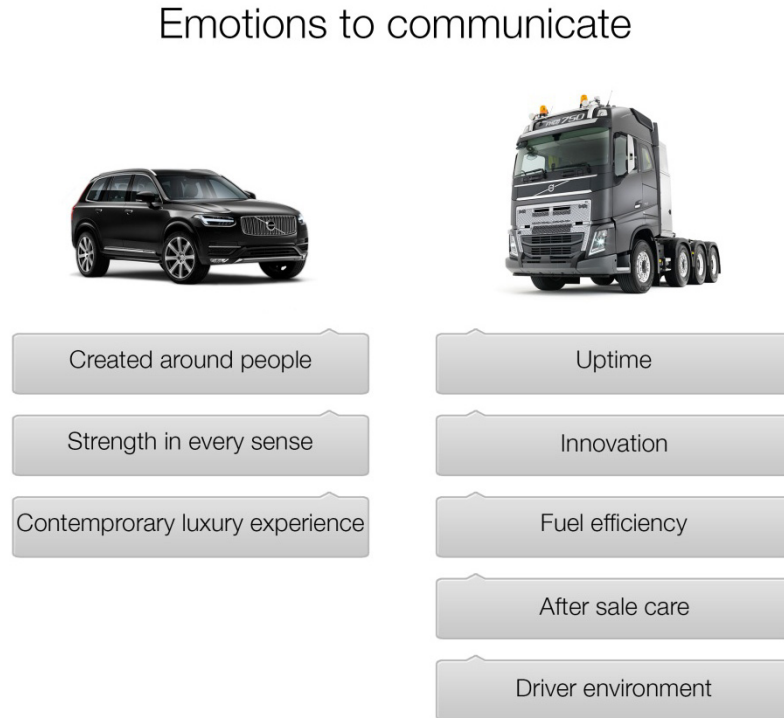 Emotions to communicate
750
Created around people
Strength in every sense
Contemprorary luxury experience
Uptime
Innovation
Fuel efficiency
After sale care
Driver environment